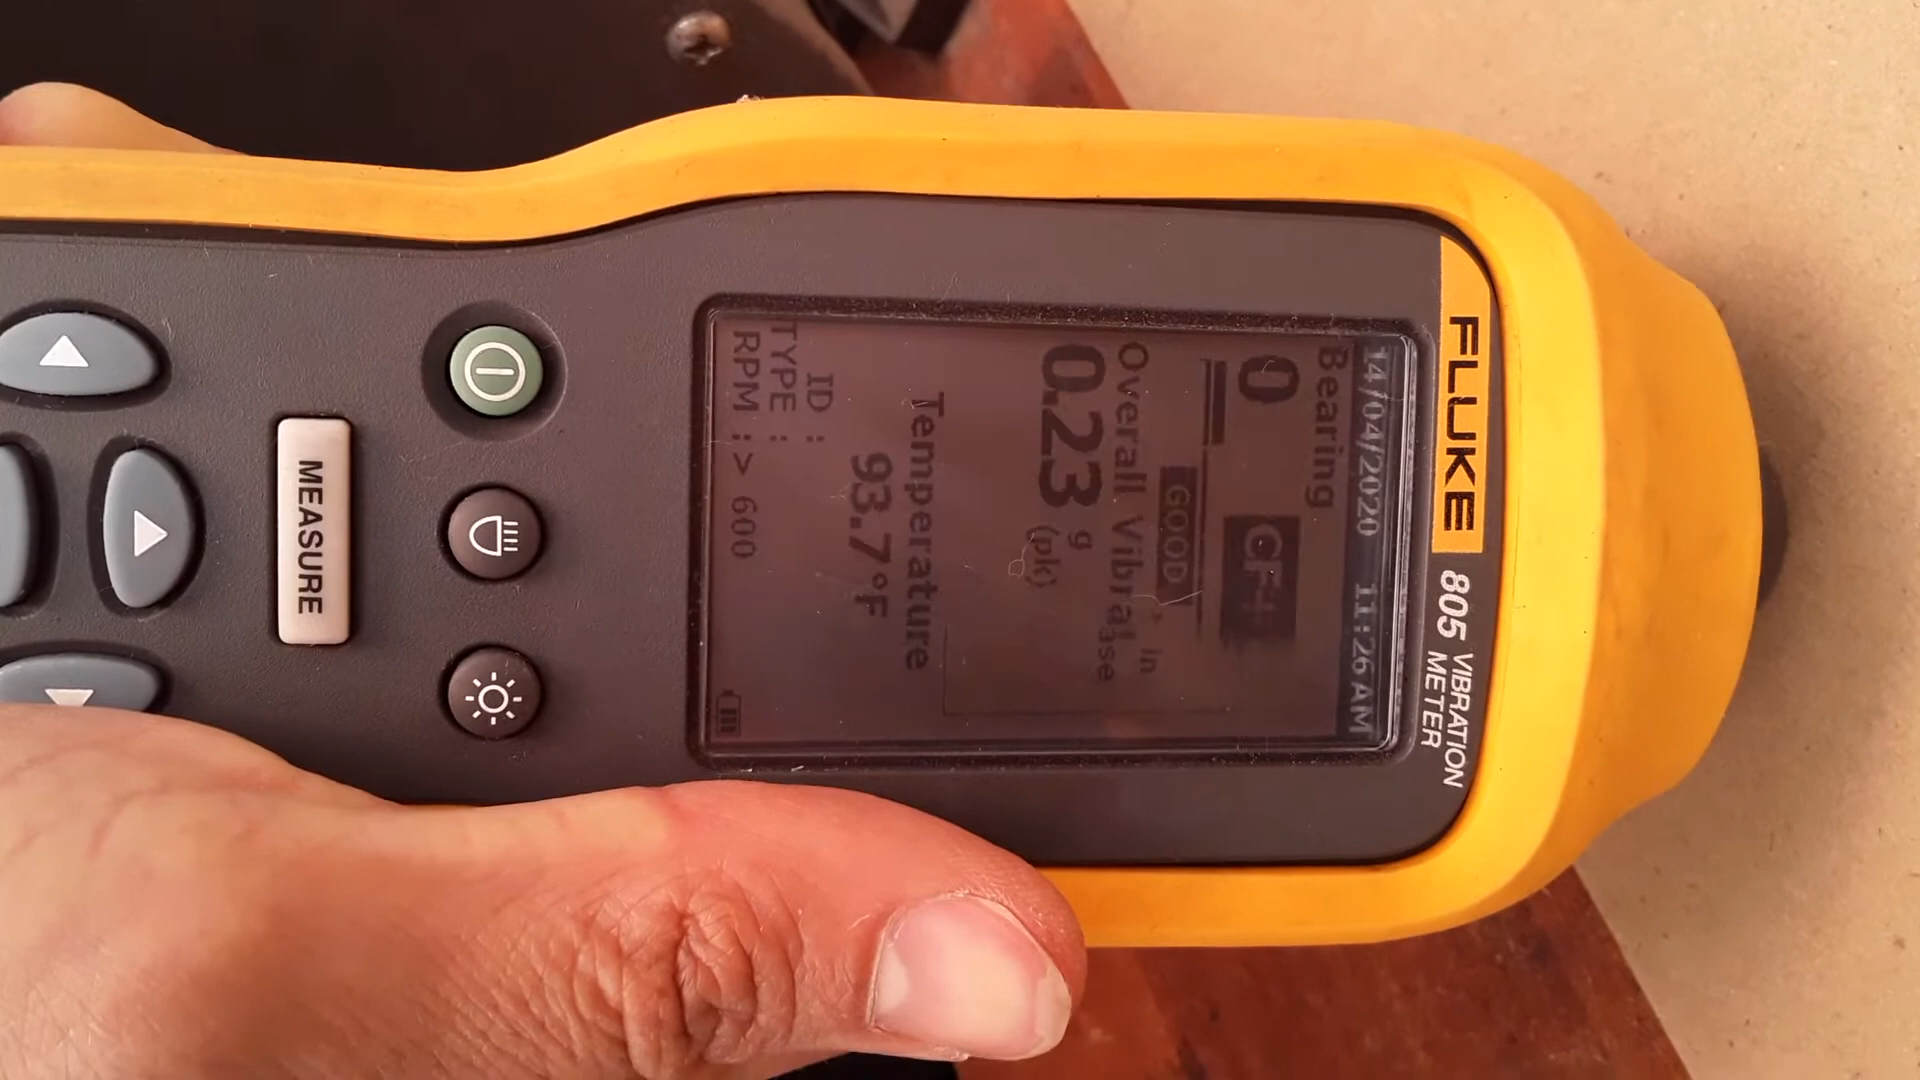 FLUKE
805 VIBRATION
METER
14/04/2020 11:26 AM
Bearing
0 CF+
GOOD
Overall Vibra
0.23 g
(pk)
Temperature
93.7°F
ID :
TYPE :
RPM : > 600
MEASURE